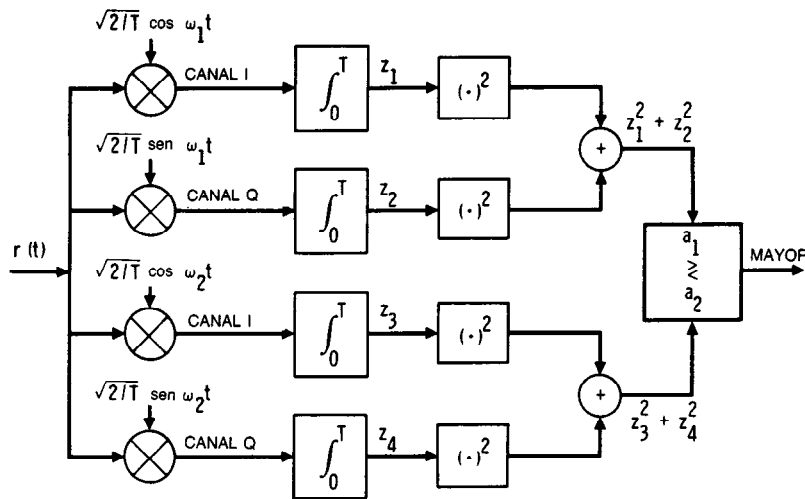 √2/T cos ω₁t
CANAL I
∫₀ᵀ
z₁
(·)²
√2/T sen ω₁t
CANAL Q
∫₀ᵀ
z₂
(·)²
+
z₁² + z₂²
r (t)
a₁
≷
a₂
MAYOR
√2/T cos ω₂t
CANAL I
∫₀ᵀ
z₃
(·)²
√2/T sen ω₂t
CANAL Q
∫₀ᵀ
z₄
(·)²
+
z₃² + z₄²